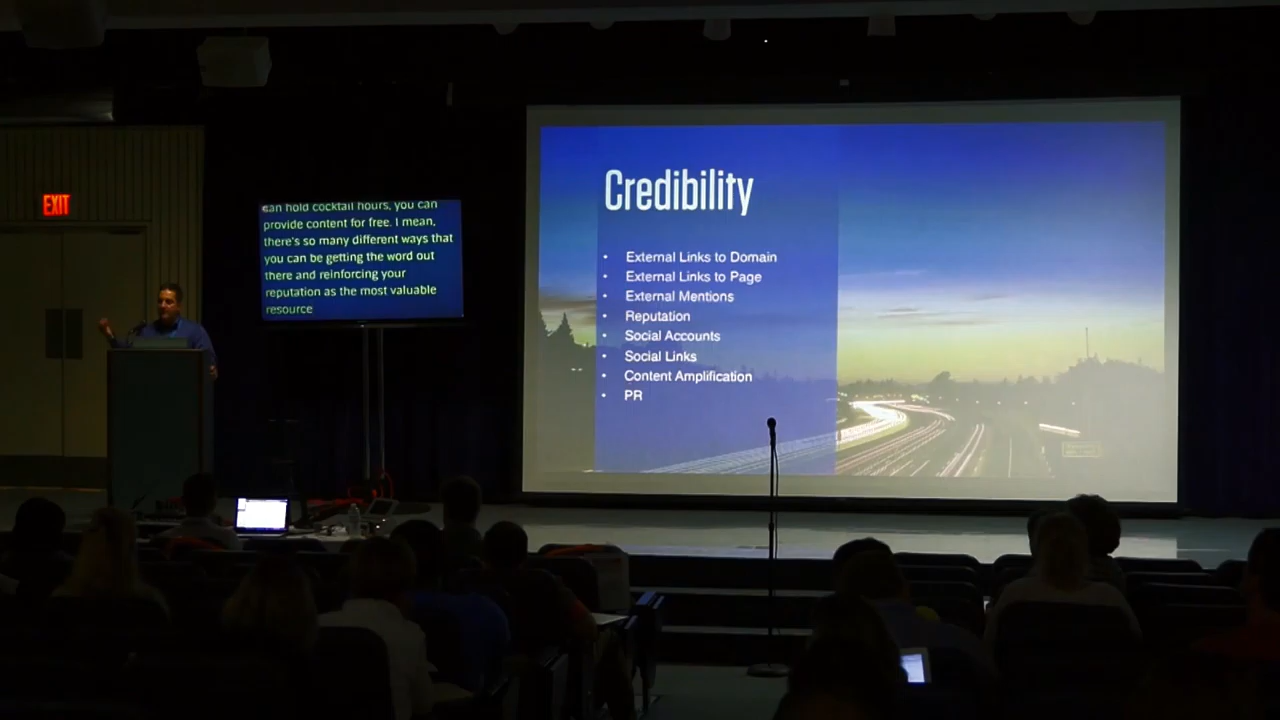 EXIT
can hold cocktail hours, you can
provide content for free. I mean,
there's so many different ways that
you can be getting the word out
there and reinforcing your
reputation as the most valuable
resource
Credibility
• External Links to Domain
• External Links to Page
• External Mentions
• Reputation
• Social Accounts
• Social Links
• Content Amplification
• PR